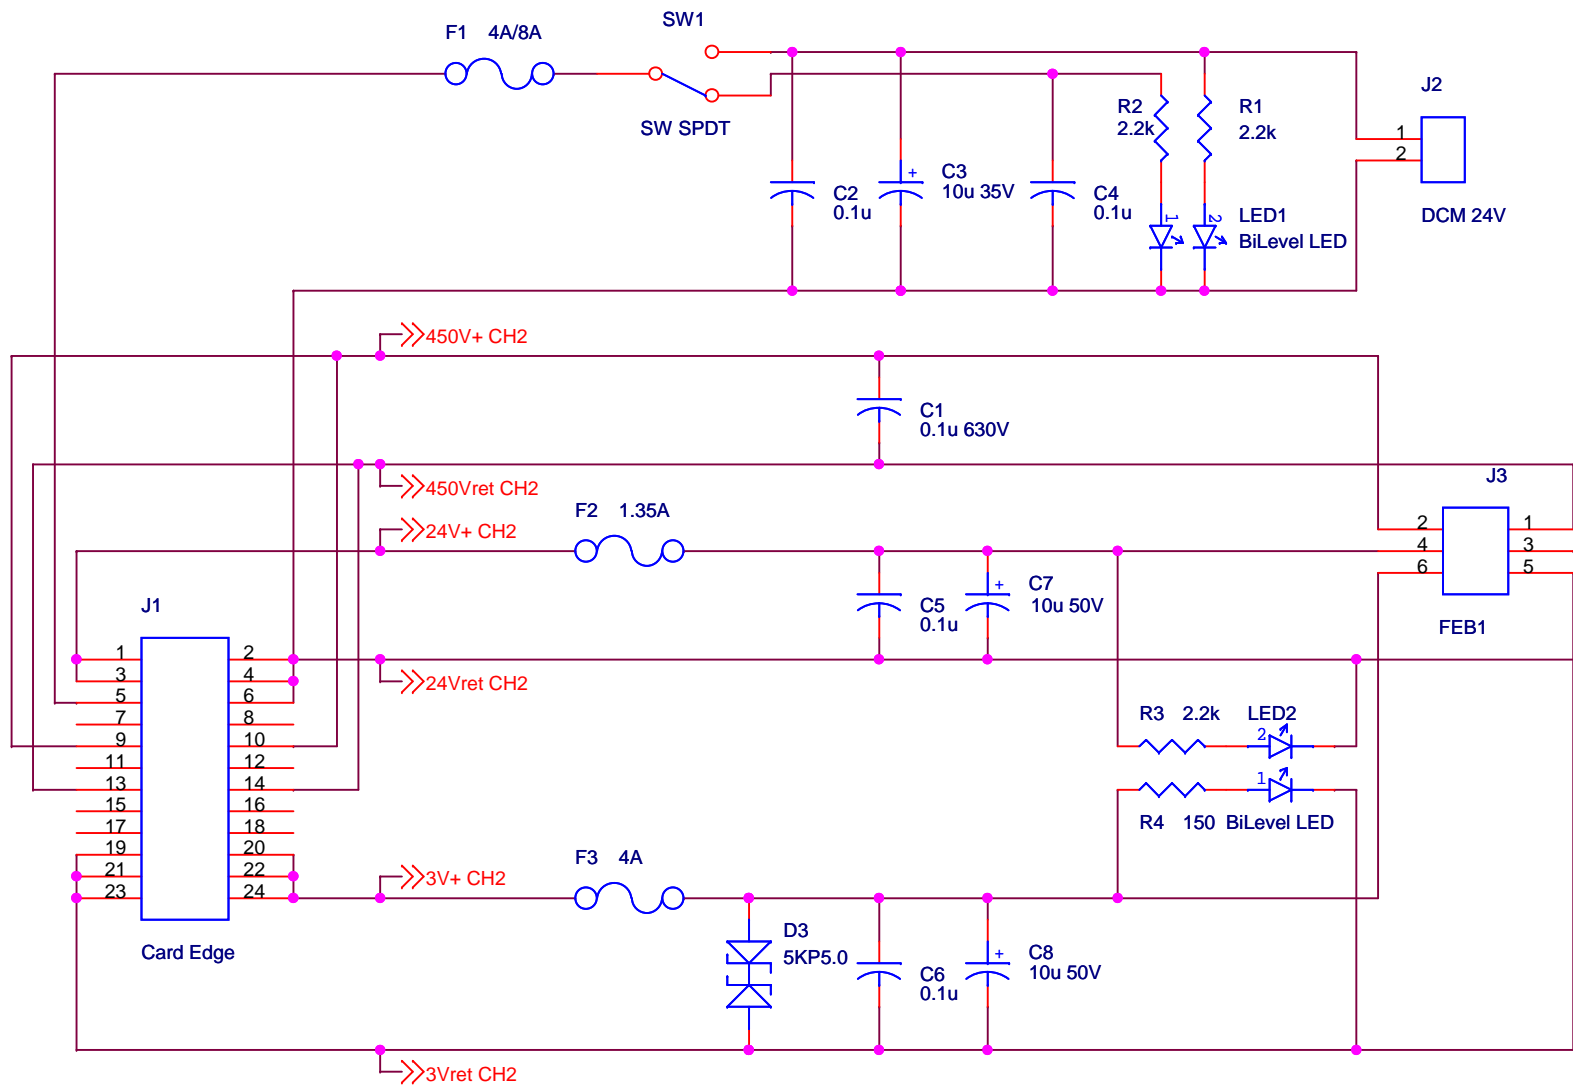 SW1
F1 4A/8A
SW SPDT
J2
R2
2.2k
R1
2.2k
1
2
DCM 24V
C2
0.1u
+
C3
10u 35V
C4
0.1u
1
2
LED1
BiLevel LED
450V+ CH2
C1
0.1u 630V
450Vret CH2
J3
F2 1.35A
24V+ CH2
2 1
4 3
6 5
FEB1
C5
0.1u
+
C7
10u 50V
J1
1 2
3 4
5 6
7 8
9 10
11 12
13 14
15 16
17 18
19 20
21 22
23 24
Card Edge
24Vret CH2
R3 2.2k LED2
2
1
R4 150 BiLevel LED
F3 4A
3V+ CH2
D3
5KP5.0
C6
0.1u
+
C8
10u 50V
3Vret CH2